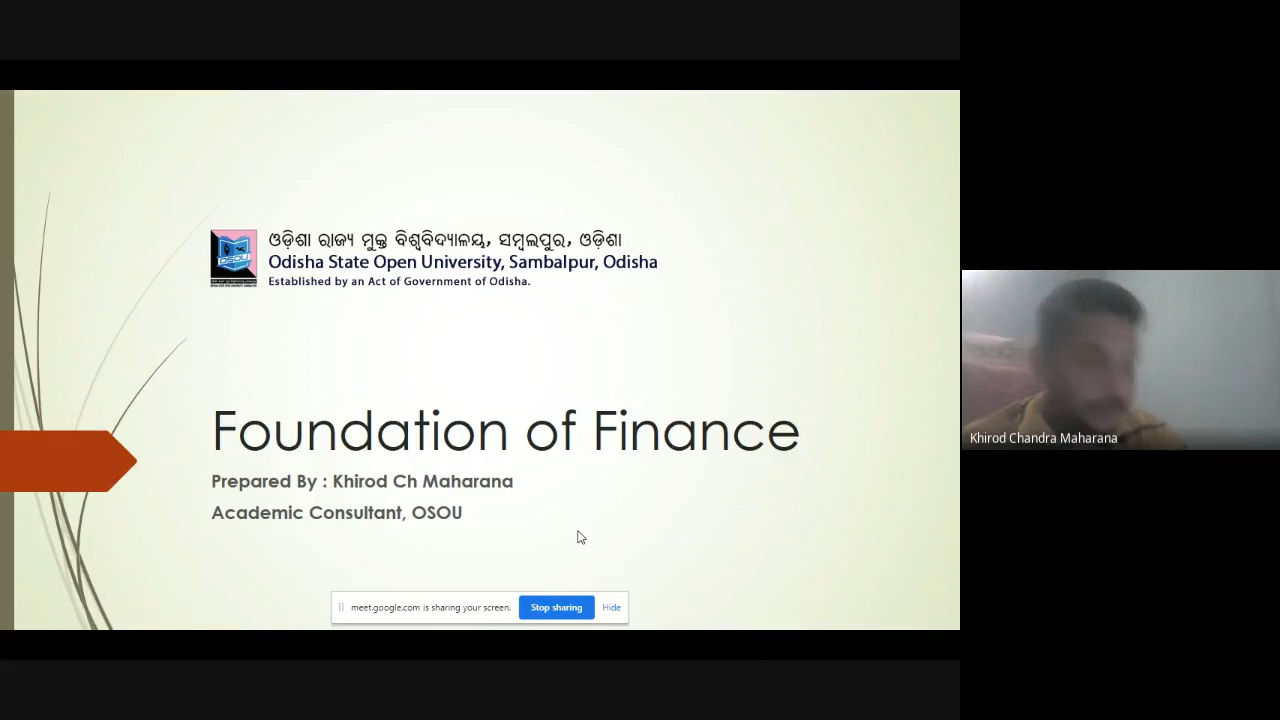 ଓଡ଼ିଶା ରାଜ୍ୟ ମୁକ୍ତ ବିଶ୍ୱବିଦ୍ୟାଳୟ, ସମ୍ବଲପୁର, ଓଡ଼ିଶା
Odisha State Open University, Sambalpur, Odisha
Established by an Act of Government of Odisha.
OSOU
Foundation of Finance
Prepared By : Khirod Ch Maharana
Academic Consultant, OSOU
meet.google.com is sharing your screen.
Stop sharing
Hide
Khirod Chandra Maharana